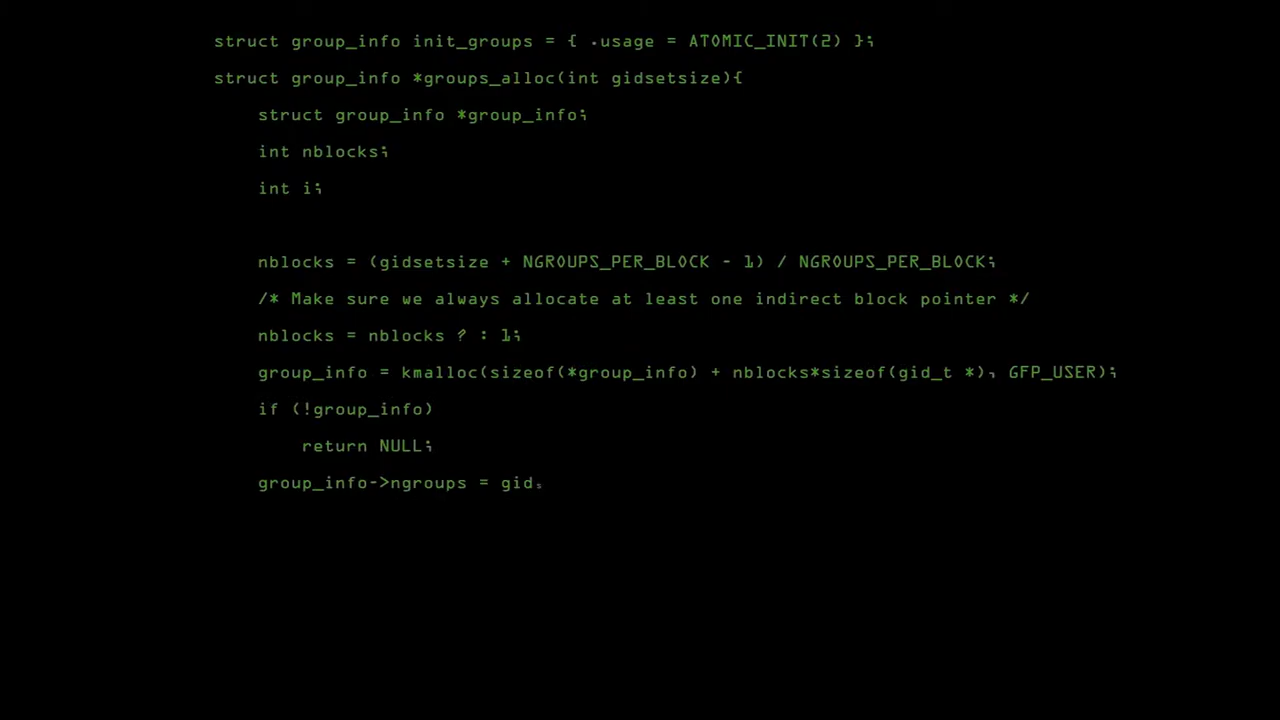 struct group_info init_groups = { .usage = ATOMIC_INIT(2) };
struct group_info *groups_alloc(int gidsetsize){
struct group_info *group_info;
int nblocks;
int i;
nblocks = (gidsetsize + NGROUPS_PER_BLOCK - 1) / NGROUPS_PER_BLOCK;
/* Make sure we always allocate at least one indirect block pointer */
nblocks = nblocks ? : 1;
group_info = kmalloc(sizeof(*group_info) + nblocks*sizeof(gid_t *), GFP_USER);
if (!group_info)
return NULL;
group_info->ngroups = gid